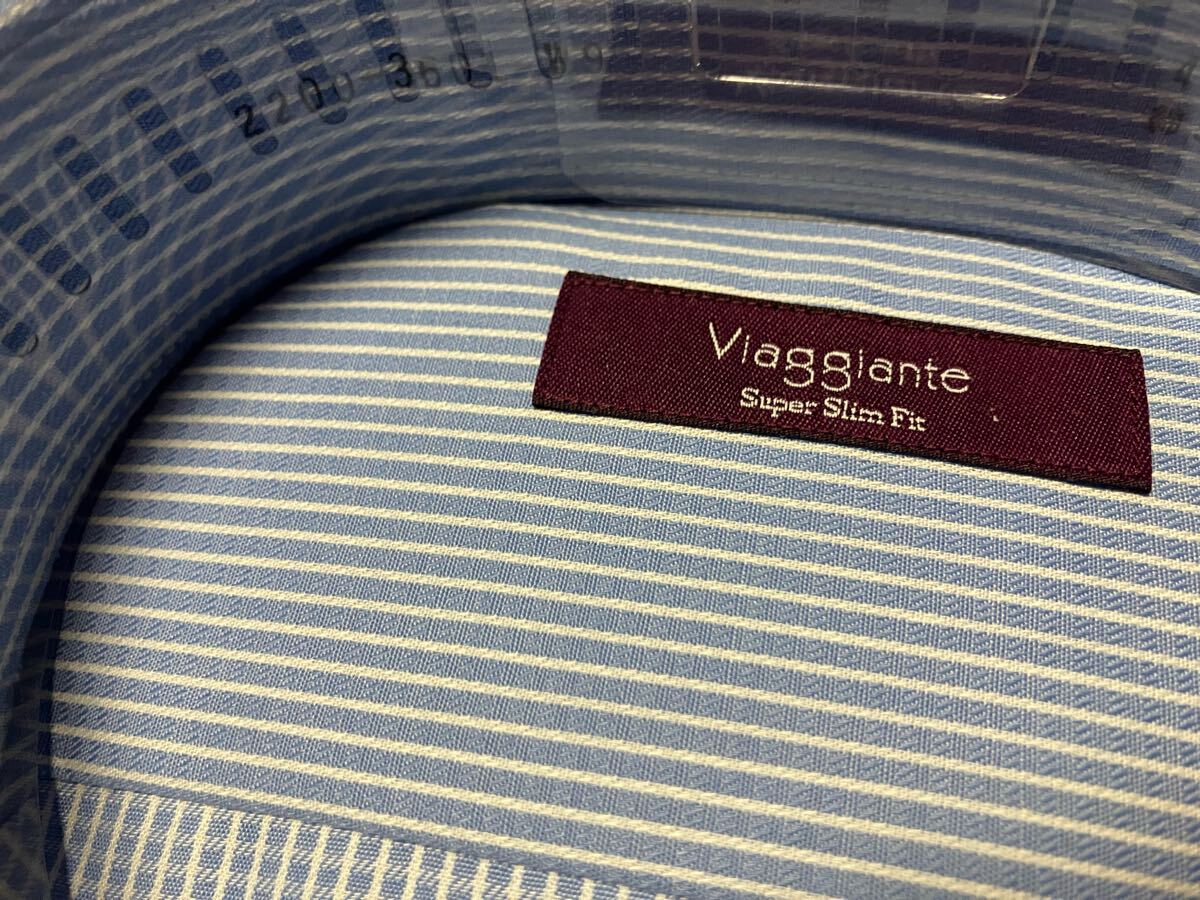 Viaggiante
Super Slim Fit